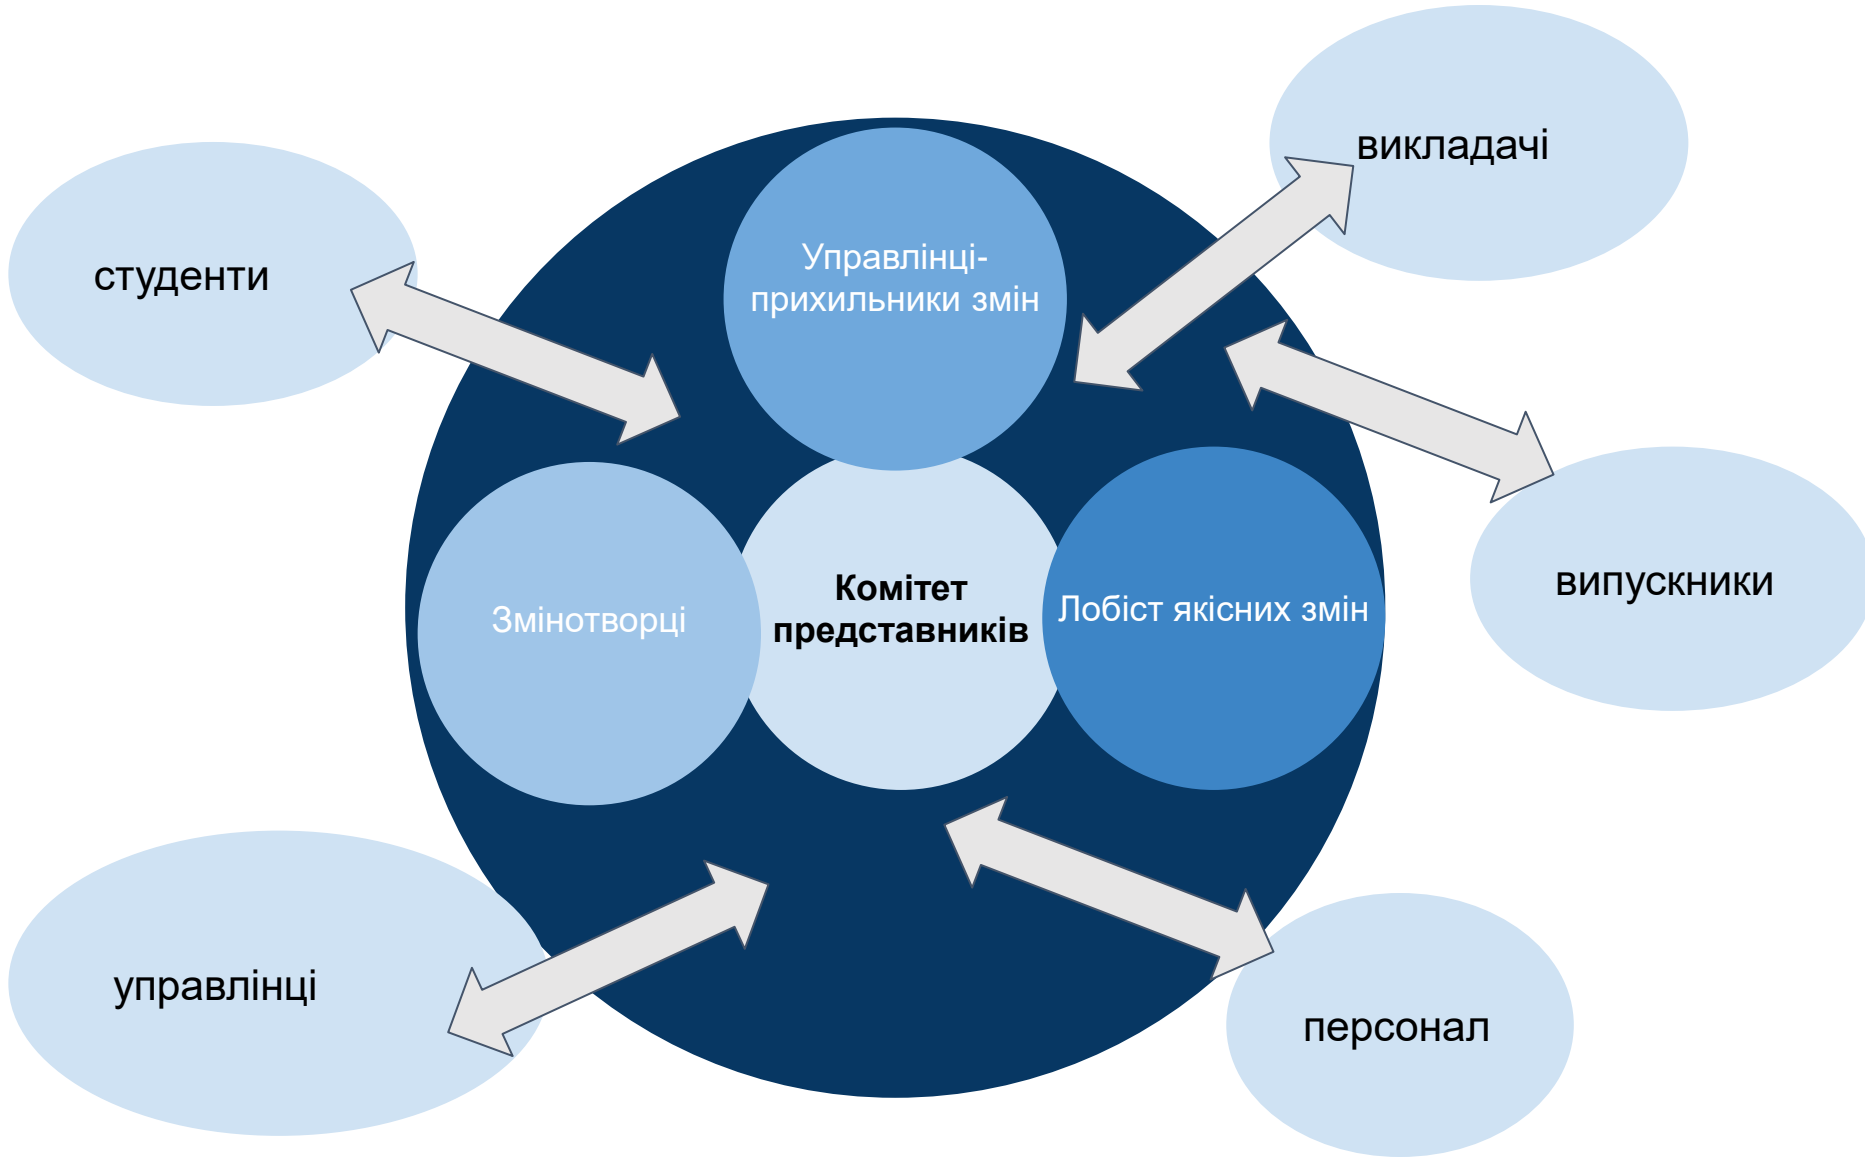 викладачі
студенти
Управлінці-
прихильники змін
Змінотворці
Комітет
представників
Лобіст якісних змін
випускники
управлінці
персонал